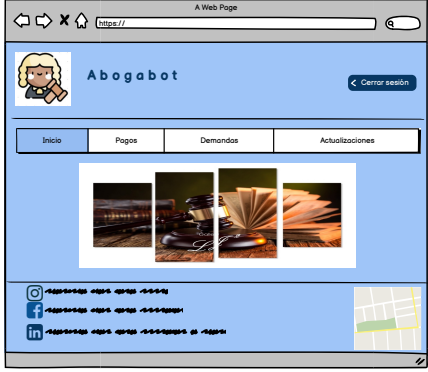 A Web Page
https://
Abogabot
Cerrar sesión
Inicio Pagos Demandas Actualizaciones